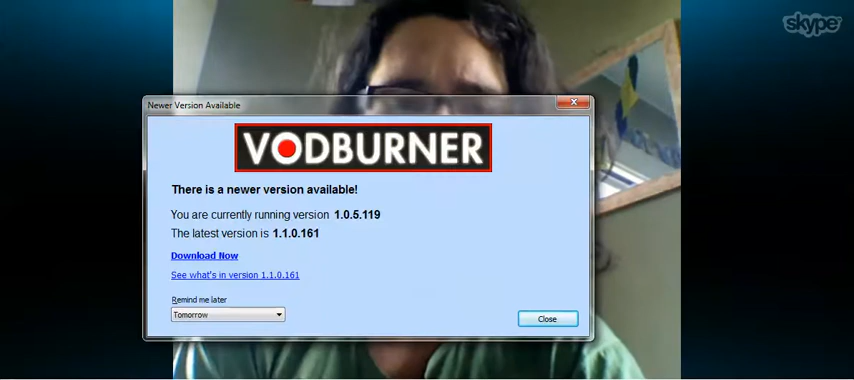 skype
Newer Version Available
VODBURNER
There is a newer version available!
You are currently running version 1.0.5.119
The latest version is 1.1.0.161
Download Now
See what's in version 1.1.0.161
Remind me later
Tomorrow
Close